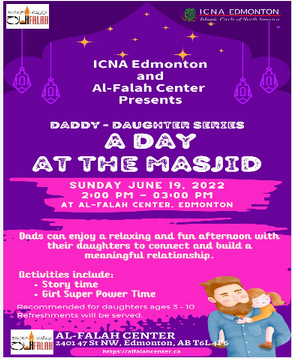 FALAH
ICNA EDMONTON
Islamic Circle of North America
ICNA Edmonton
and
Al-Falah Center
Presents
DADDY - DAUGHTER SERIES
A DAY
AT THE MASJID
SUNDAY JUNE 19, 2022
2:00 PM - 03:00 PM
AT AL-FALAH CENTER, EDMONTON
Dads can enjoy a relaxing and fun afternoon with
their daughters to connect and build a
meaningful relationship.
Activities include:
• Story time
• Girl Super Power Time
Recommended for daughters ages 3 - 10
Refreshments will be served.
FALAH
AL-FALAH CENTER
2401 47 St NW, Edmonton, AB T6L 3P6
https://alfalahcenter.ca